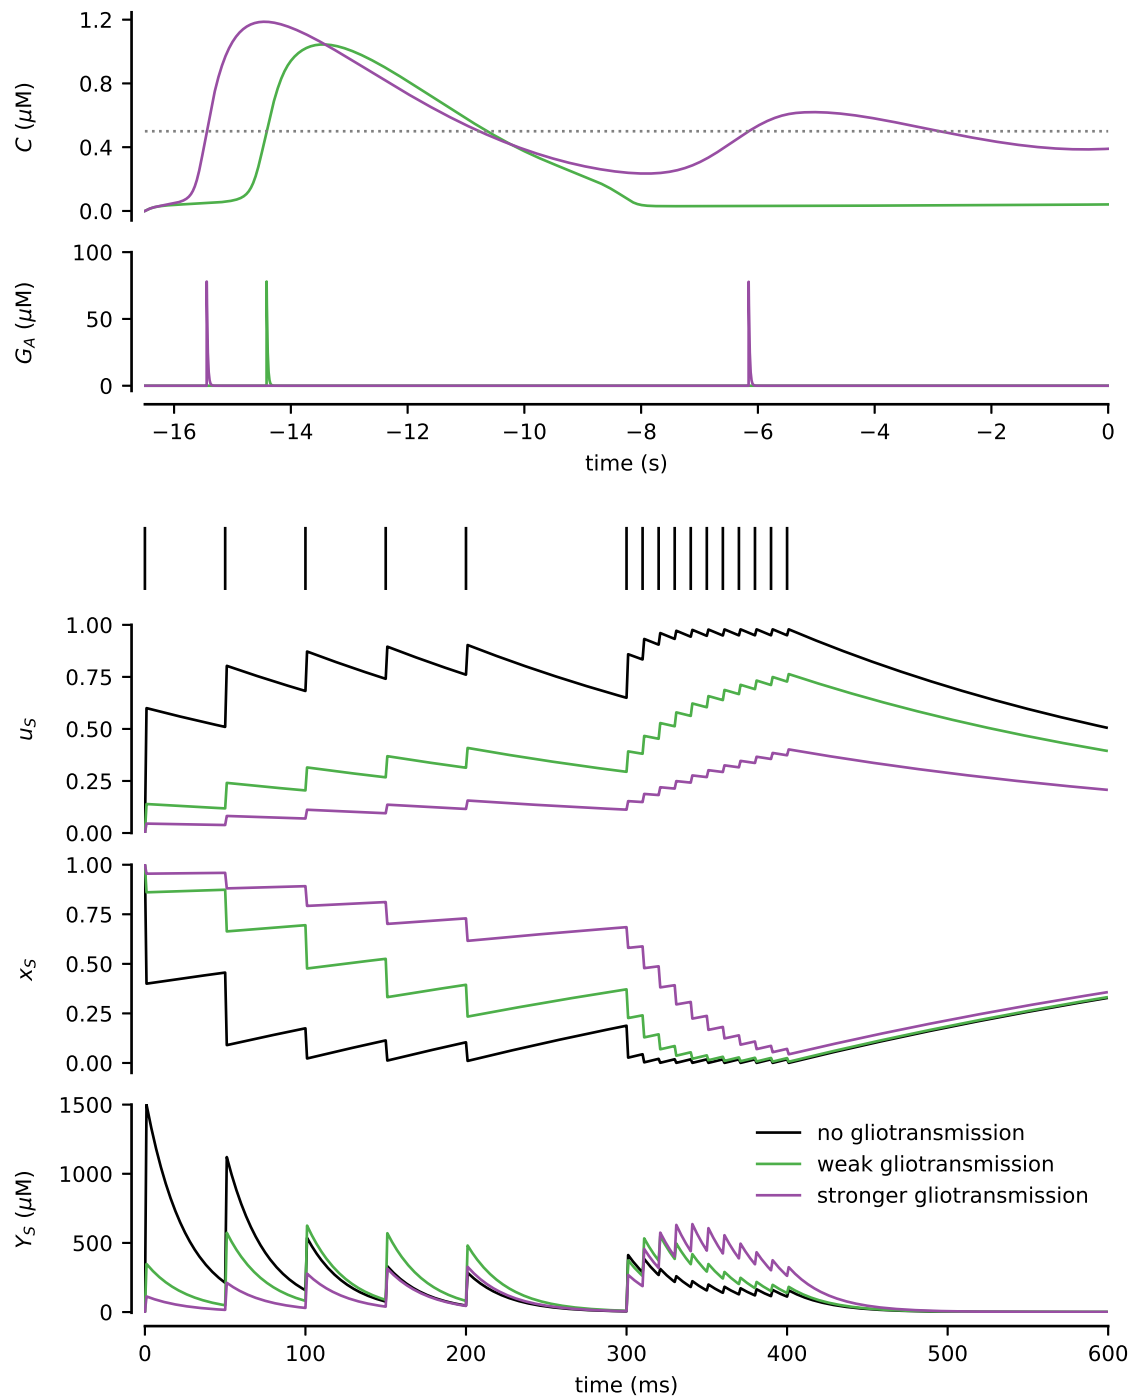 1.2
0.8
0.4
0.0
C (μM)
100
50
0
G_A (μM)
−16 −14 −12 −10 −8 −6 −4 −2 0
time (s)
1.00
0.75
0.50
0.25
0.00
u_S
1.00
0.75
0.50
0.25
0.00
x_S
1500
1000
500
0
Y_S (μM)
no gliotransmission
weak gliotransmission
stronger gliotransmission
0 100 200 300 400 500 600
time (ms)